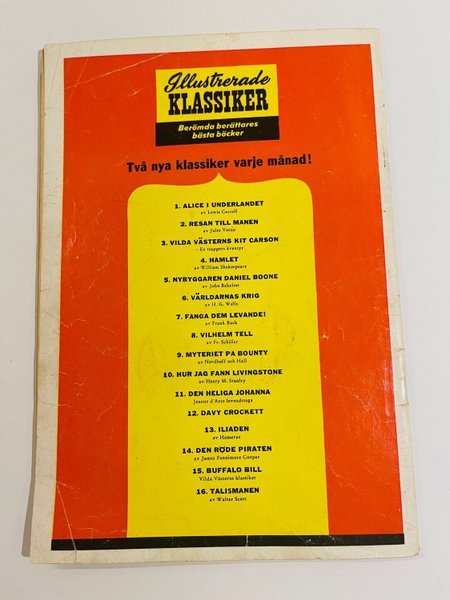 Illustrerade
KLASSIKER
Berömda berättares
bästa böcker
Två nya klassiker varje månad!
1. ALICE I UNDERLANDET
av Lewis Carroll
2. RESAN TILL MÅNEN
av Jules Verne
3. VILDA VÄSTERNS KIT CARSON
- En trappers äventyr
4. HAMLET
av William Shakespeare
5. NYBYGGAREN DANIEL BOONE
av John Bakeless
6. VÄRLDARNAS KRIG
av H. G. Wells
7. FÅNGA DEM LEVANDE!
av Frank Buck
8. VILHELM TELL
av Fr. Schiller
9. MYTERIET PÅ BOUNTY
av Nordhoff och Hall
10. HUR JAG FANN LIVINGSTONE
av Henry M. Stanley
11. DEN HELIGA JOHANNA
Jeanne d'Arcs levnadssaga
12. DAVY CROCKETT
13. ILIADEN
av Homerus
14. DEN RÖDE PIRATEN
av James Fennimore Cooper
15. BUFFALO BILL
Vilda Västerns klassiker
16. TALISMANEN
av Walter Scott